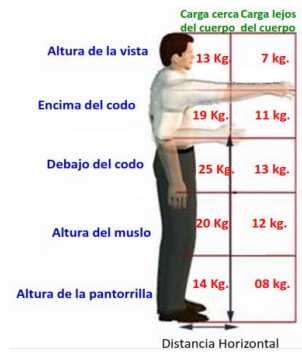 Carga cerca Carga lejos
del cuerpo del cuerpo
Altura de la vista 13 Kg. 7 kg.
Encima del codo 19 Kg. 11 kg.
Debajo del codo 25 Kg. 13 kg.
Altura del muslo 20 Kg 12 kg.
Altura de la pantorrilla 14 Kg. 08 kg.
Distancia Horizontal